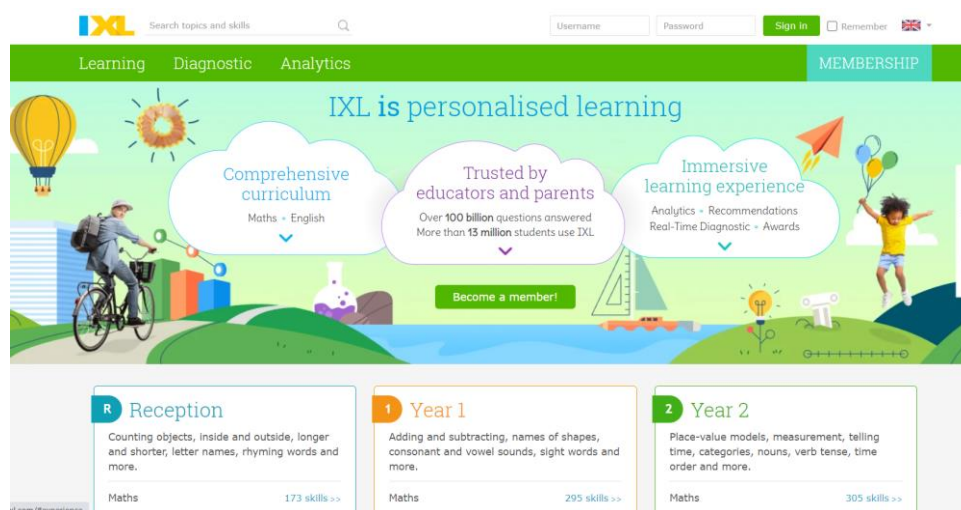 IXL
Search topics and skills
Username
Password
Sign in
Remember
Learning
Diagnostic
Analytics
MEMBERSHIP
IXL is personalised learning
Comprehensive
curriculum
Maths • English
Trusted by
educators and parents
Over 100 billion questions answered
More than 13 million students use IXL
Immersive
learning experience
Analytics • Recommendations
Real-Time Diagnostic • Awards
Become a member!
R Reception
Counting objects, inside and outside, longer
and shorter, letter names, rhyming words and
more.
Maths 173 skills >>
1 Year 1
Adding and subtracting, names of shapes,
consonant and vowel sounds, sight words and
more.
Maths 295 skills >>
2 Year 2
Place-value models, measurement, telling
time, categories, nouns, verb tense, time
order and more.
Maths 305 skills >>